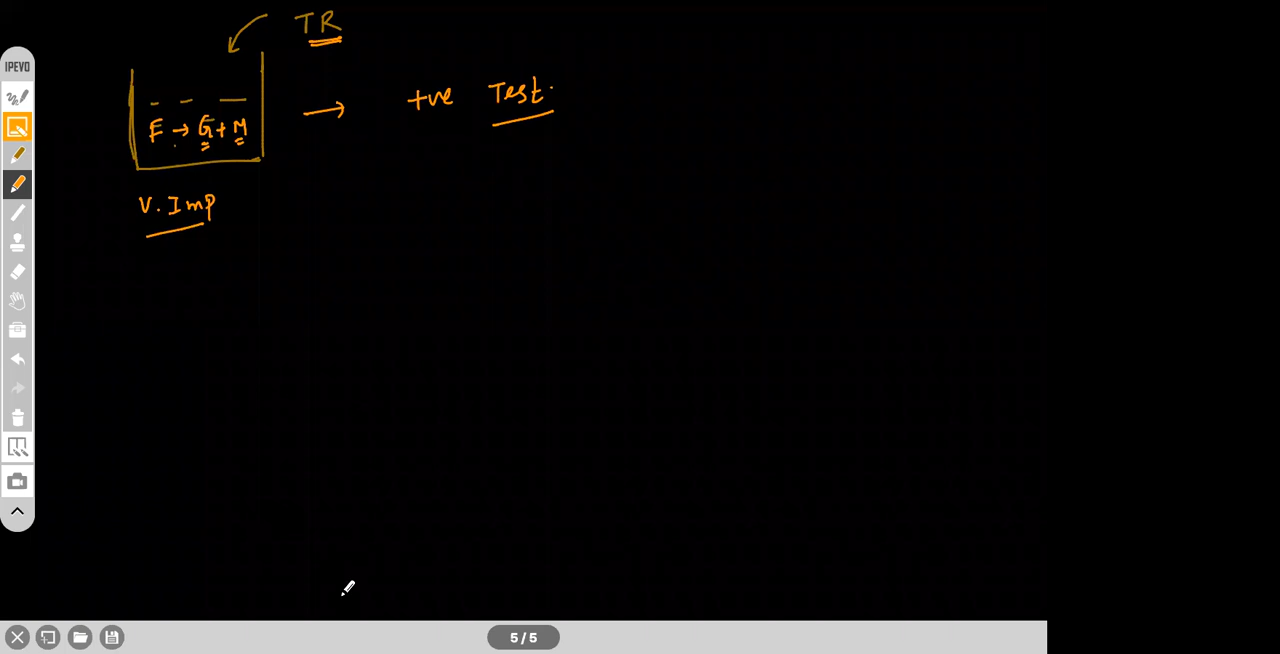 TR
IPEVO
+ve Test.
F → G + M
V. Imp
5 / 5